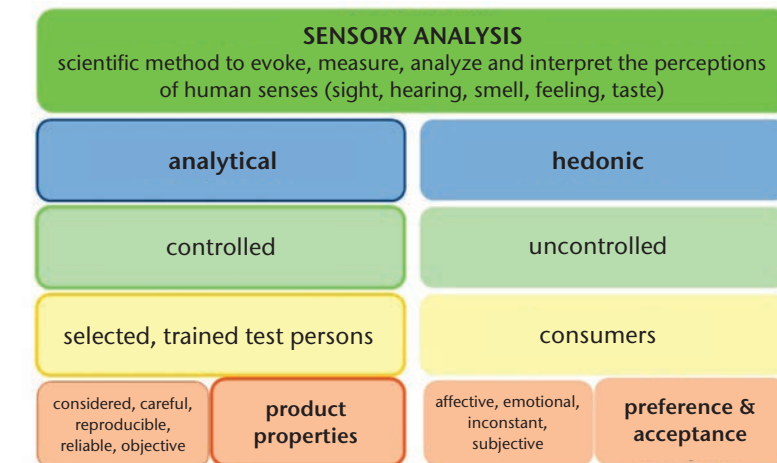 SENSORY ANALYSIS
scientific method to evoke, measure, analyze and interpret the perceptions
of human senses (sight, hearing, smell, feeling, taste)
analytical
hedonic
controlled
uncontrolled
selected, trained test persons
consumers
considered, careful,
reproducible,
reliable, objective
product
properties
affective, emotional,
inconstant,
subjective
preference &
acceptance